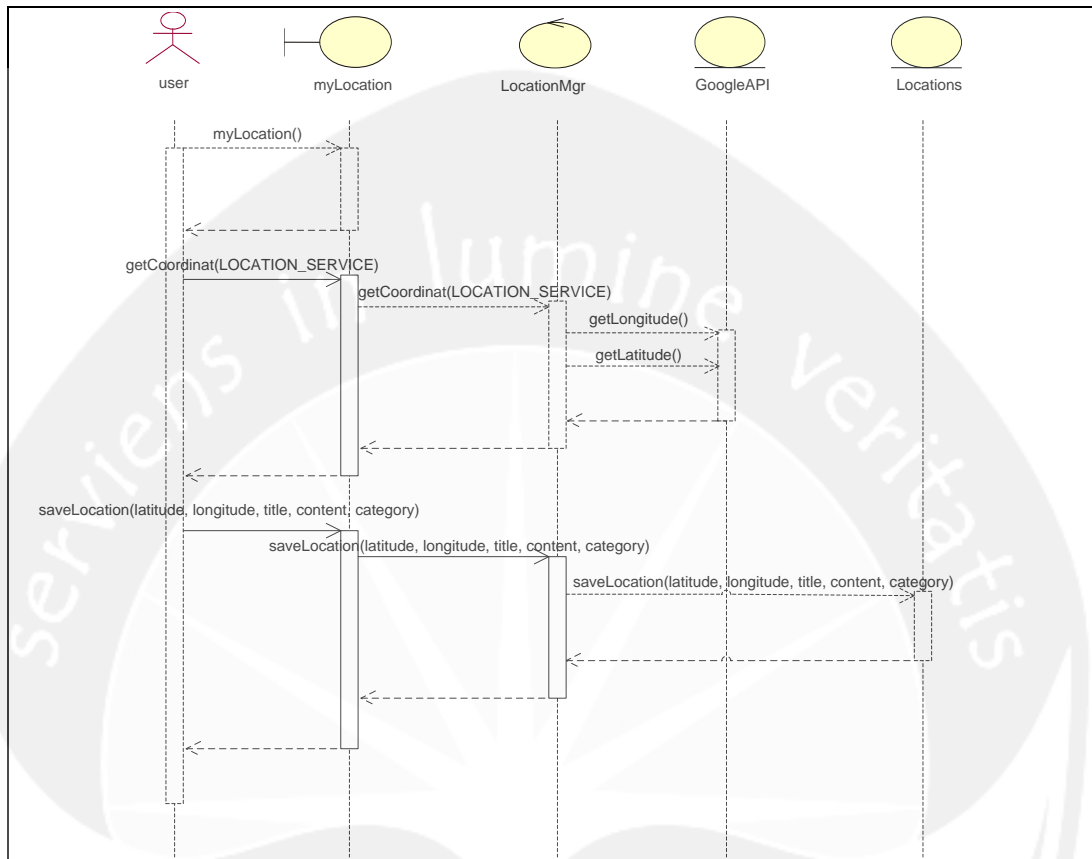 user
myLocation
LocationMgr
GoogleAPI
Locations
myLocation()
getCoordinat(LOCATION_SERVICE)
getCoordinat(LOCATION_SERVICE)
getLongitude()
getLatitude()
saveLocation(latitude, longitude, title, content, category)
saveLocation(latitude, longitude, title, content, category)
saveLocation(latitude, longitude, title, content, category)
serviens in lumine veritatis